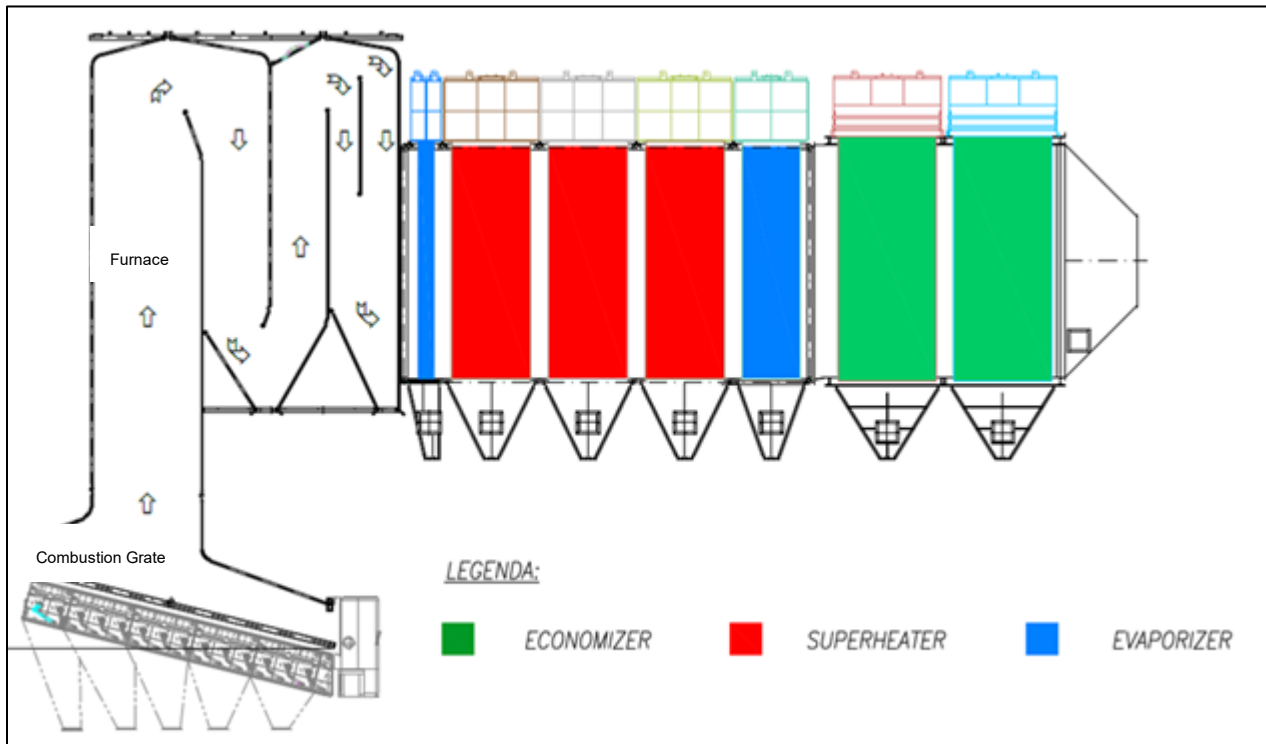 Furnace
Combustion Grate
LEGENDA:
ECONOMIZER
SUPERHEATER
EVAPORIZER